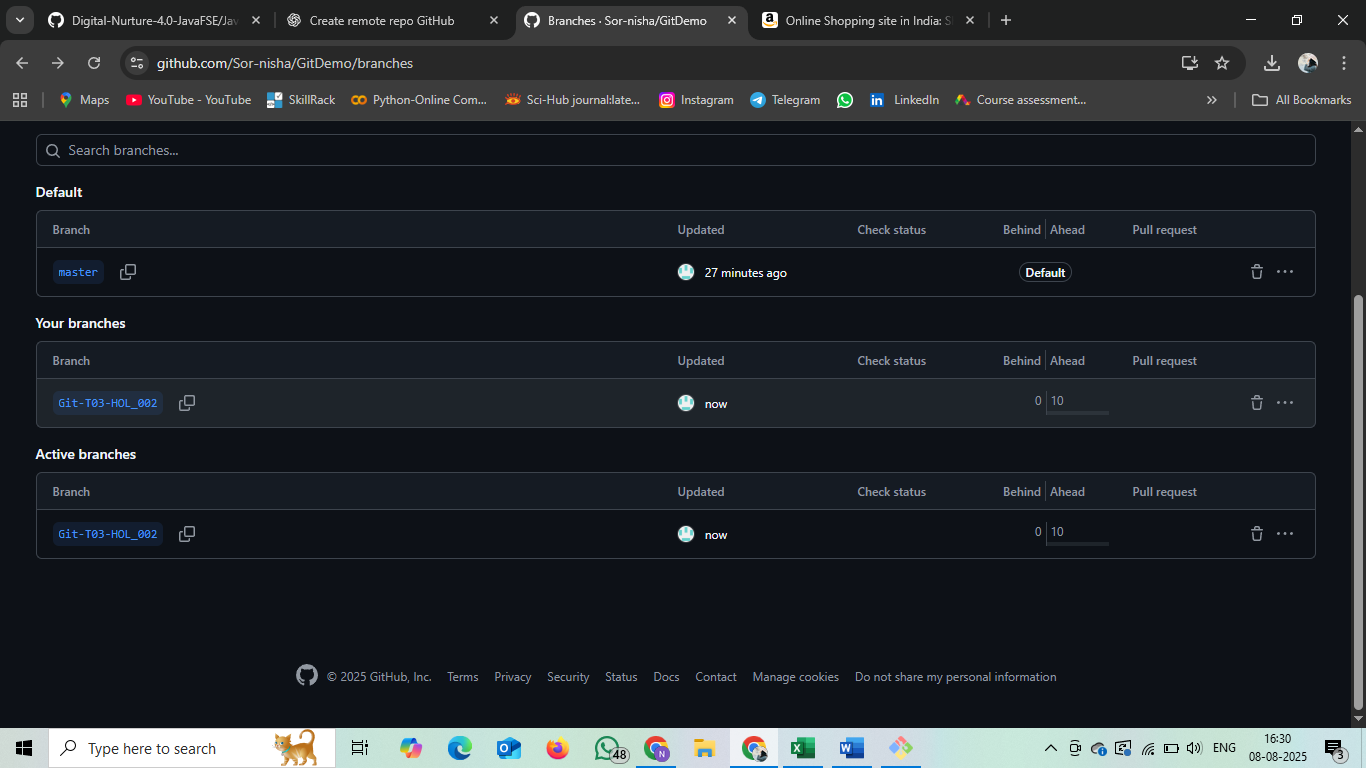 Digital-Nurture-4.0-JavaFSE/Jav
Create remote repo GitHub
Branches · Sor-nisha/GitDemo
Online Shopping site in India: S
github.com/Sor-nisha/GitDemo/branches
Maps
YouTube - YouTube
SkillRack
Python-Online Com...
Sci-Hub journal:late...
Instagram
Telegram
LinkedIn
Course assessment...
All Bookmarks
Search branches...
Default
Branch Updated Check status Behind Ahead Pull request
master 27 minutes ago Default
Your branches
Branch Updated Check status Behind Ahead Pull request
Git-T03-HOL_002 now 0 10
Active branches
Branch Updated Check status Behind Ahead Pull request
Git-T03-HOL_002 now 0 10
© 2025 GitHub, Inc. Terms Privacy Security Status Docs Contact Manage cookies Do not share my personal information
Type here to search
48
N
ENG
16:30
08-08-2025
3